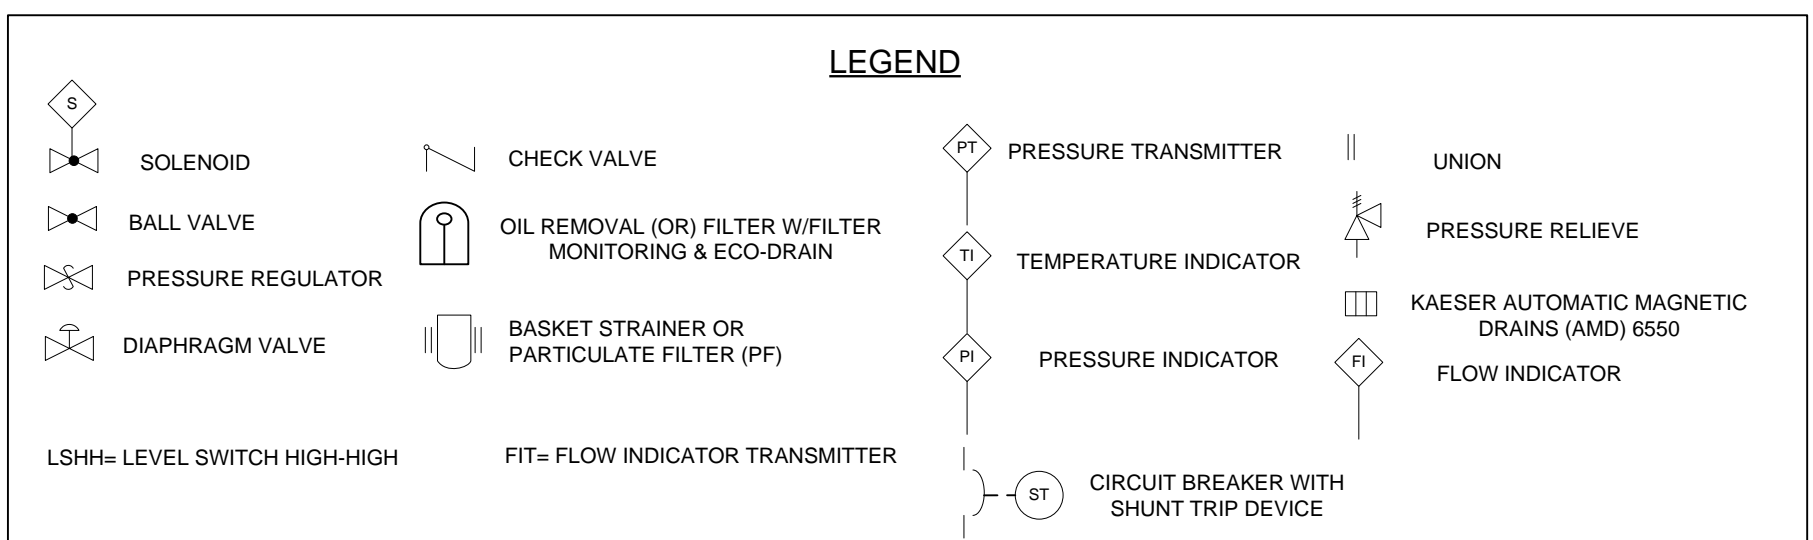 LEGEND
S
SOLENOID
BALL VALVE
PRESSURE REGULATOR
DIAPHRAGM VALVE
LSHH= LEVEL SWITCH HIGH-HIGH
CHECK VALVE
OIL REMOVAL (OR) FILTER W/FILTER
MONITORING & ECO-DRAIN
BASKET STRAINER OR
PARTICULATE FILTER (PF)
FIT= FLOW INDICATOR TRANSMITTER
PT PRESSURE TRANSMITTER
TI TEMPERATURE INDICATOR
PI PRESSURE INDICATOR
ST CIRCUIT BREAKER WITH
SHUNT TRIP DEVICE
UNION
PRESSURE RELIEVE
KAESER AUTOMATIC MAGNETIC
DRAINS (AMD) 6550
FI FLOW INDICATOR